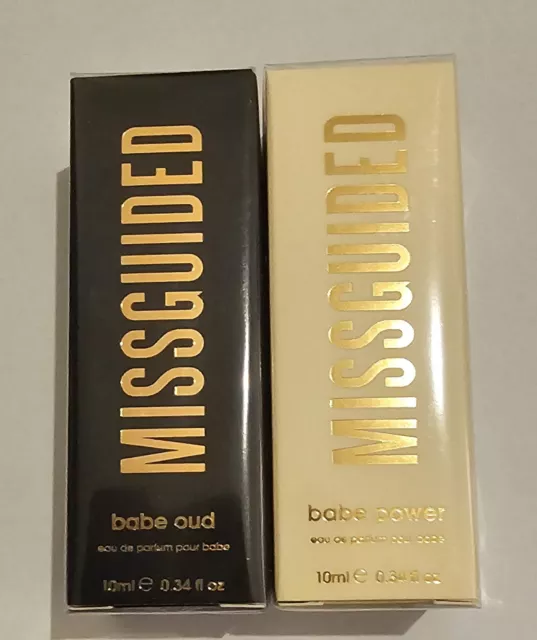 MISSGUIDED
babe oud
eau de parfum pour babe
10ml e 0.34 fl oz
MISSGUIDED
babe power
eau de parfum pour babe
10ml e 0.34 fl oz